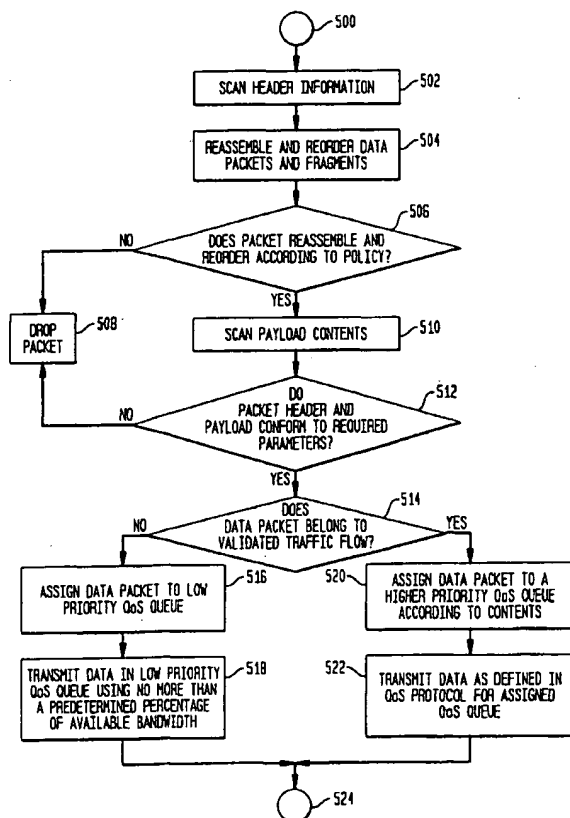 500
SCAN HEADER INFORMATION
502
REASSEMBLE AND REORDER DATA
PACKETS AND FRAGMENTS
504
506
NO
DOES PACKET REASSEMBLE AND
REORDER ACCORDING TO POLICY?
YES
DROP
PACKET
508
SCAN PAYLOAD CONTENTS
510
512
NO
DO
PACKET HEADER AND
PAYLOAD CONFORM TO REQUIRED
PARAMETERS?
YES
514
NO
DOES
DATA PACKET BELONG TO
VALIDATED TRAFFIC FLOW?
YES
ASSIGN DATA PACKET TO LOW
PRIORITY QoS QUEUE
516
520
ASSIGN DATA PACKET TO A
HIGHER PRIORITY QoS QUEUE
ACCORDING TO CONTENTS
TRANSMIT DATA IN LOW PRIORITY
QoS QUEUE USING NO MORE THAN
A PREDETERMINED PERCENTAGE
OF AVAILABLE BANDWIDTH
518
522
TRANSMIT DATA AS DEFINED IN
QoS PROTOCOL FOR ASSIGNED
QoS QUEUE
524